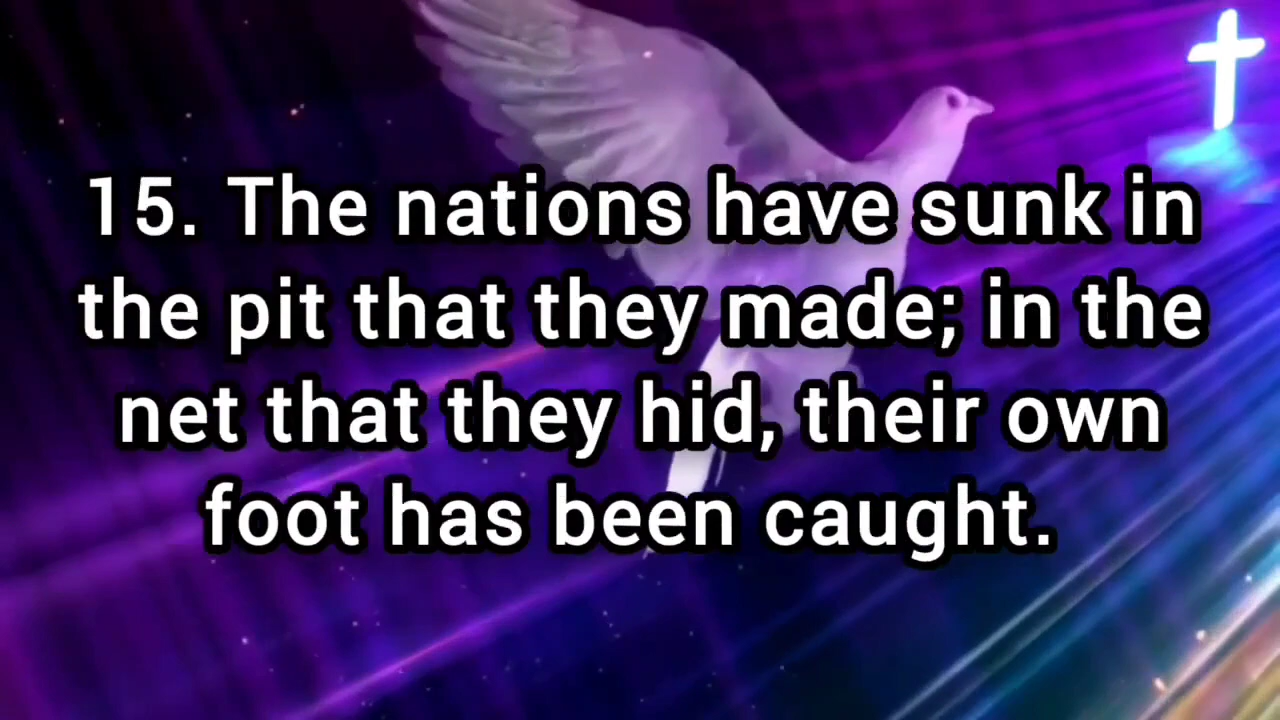 15. The nations have sunk in
the pit that they made; in the
net that they hid, their own
foot has been caught.